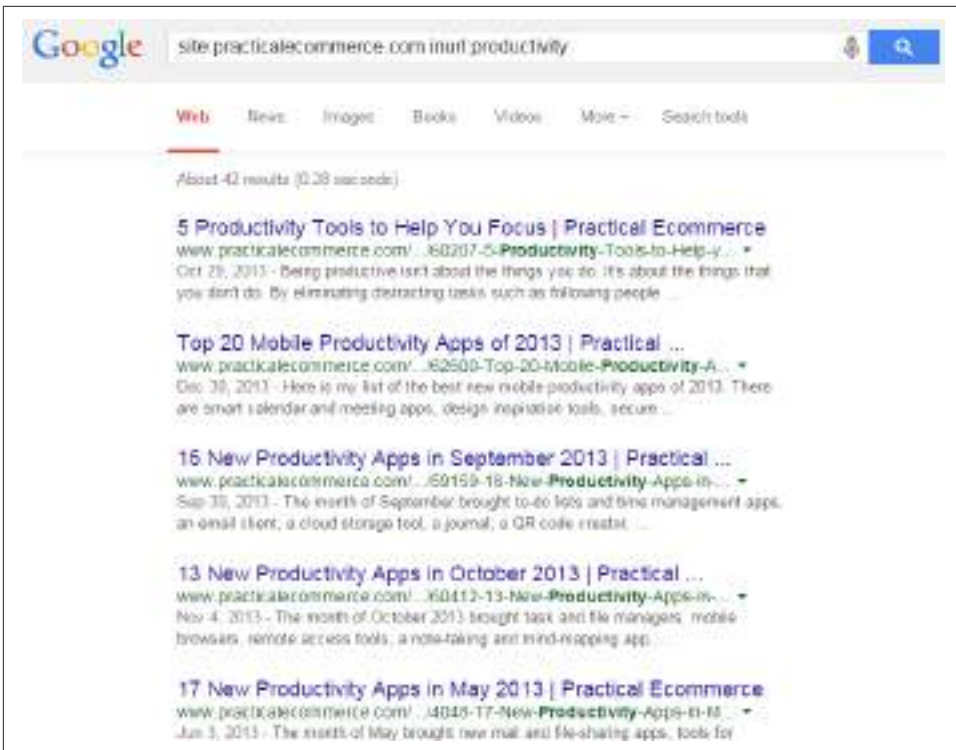 Google
site:practicalecommerce.com inurl:productivity
Web News Images Books Videos More Search tools
About 42 results (0.28 seconds)
5 Productivity Tools to Help You Focus | Practical Ecommerce
www.practicalecommerce.com/.../60207-5-Productivity-Tools-to-Help-y...
Oct 29, 2013 - Being productive isn't about the things you do. It's about the things that
you don't do. By eliminating distracting tasks such as following people ...
Top 20 Mobile Productivity Apps of 2013 | Practical ...
www.practicalecommerce.com/.../62600-Top-20-Mobile-Productivity-A...
Dec 30, 2013 - Here is my list of the best new mobile productivity apps of 2013. There
are smart calendar and meeting apps, design inspiration tools, secure ...
15 New Productivity Apps in September 2013 | Practical ...
www.practicalecommerce.com/.../59159-16-New-Productivity-Apps-in-...
Sep 30, 2013 - The month of September brought to-do lists and time management apps,
an email client, a cloud storage tool, a journal, a QR code creator, ...
13 New Productivity Apps in October 2013 | Practical ...
www.practicalecommerce.com/.../60412-13-New-Productivity-Apps-in-...
Nov 4, 2013 - The month of October 2013 brought task and file managers, mobile
browsers, remote access tools, a note-taking and mind-mapping app
17 New Productivity Apps in May 2013 | Practical Ecommerce
www.practicalecommerce.com/.../4048-17-New-Productivity-Apps-in-M...
Jun 3, 2013 - The month of May brought new mail and file-sharing apps, tools for